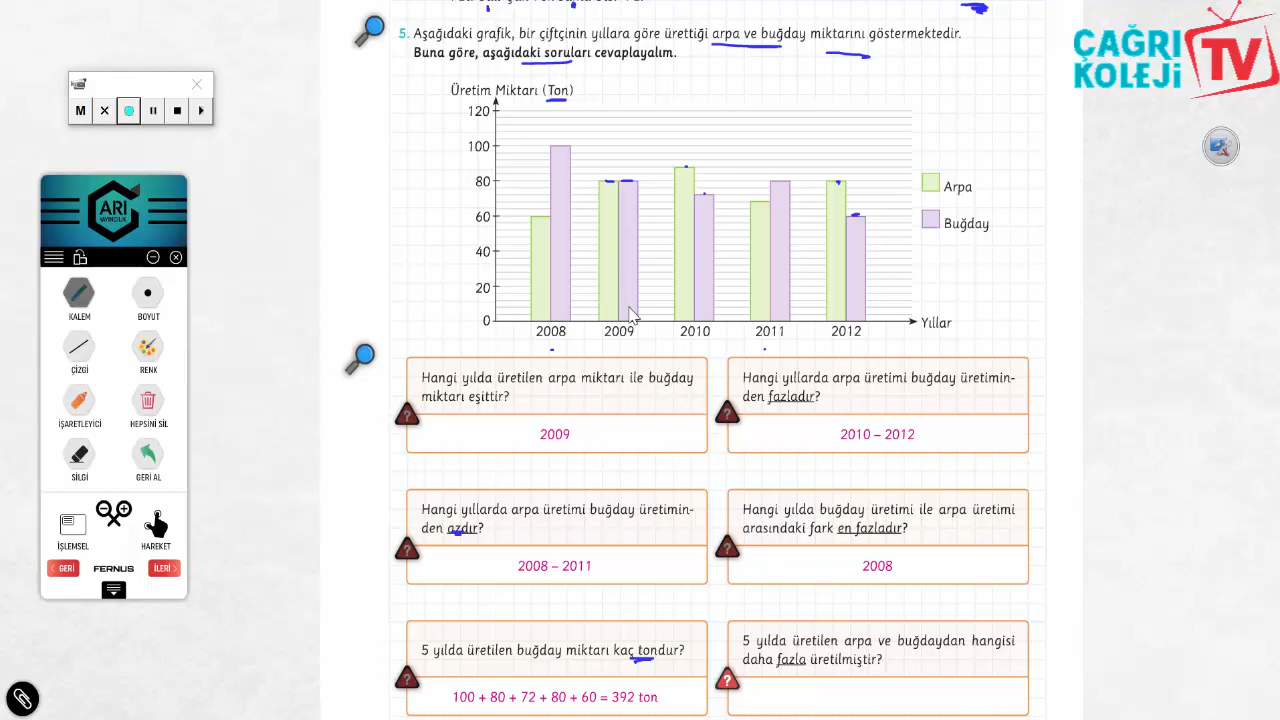 5. Aşağıdaki grafik, bir çiftçinin yıllara göre ürettiği arpa ve buğday miktarını göstermektedir.
Buna göre, aşağıdaki soruları cevaplayalım.
ÇAĞRI
KOLEJİ
TV
M
Üretim Miktarı (Ton)
120
100
80
60
40
20
0
2008
2009
2010
2011
2012
Yıllar
Arpa
Buğday
ARI
YAYINCILIK
KALEM
BOYUT
ÇİZGİ
RENK
İŞARETLEYİCİ
HEPSİNİ SİL
SİLGİ
GERİ AL
İŞLEMSEL
HAREKET
GERİ
FERNUS
İLERİ
Hangi yılda üretilen arpa miktarı ile buğday
miktarı eşittir?
2009
Hangi yıllarda arpa üretimi buğday üretimin-
den fazladır?
2010 – 2012
Hangi yıllarda arpa üretimi buğday üretimin-
den azdır?
2008 – 2011
Hangi yılda buğday üretimi ile arpa üretimi
arasındaki fark en fazladır?
2008
5 yılda üretilen buğday miktarı kaç tondur?
100 + 80 + 72 + 80 + 60 = 392 ton
5 yılda üretilen arpa ve buğdaydan hangisi
daha fazla üretilmiştir?